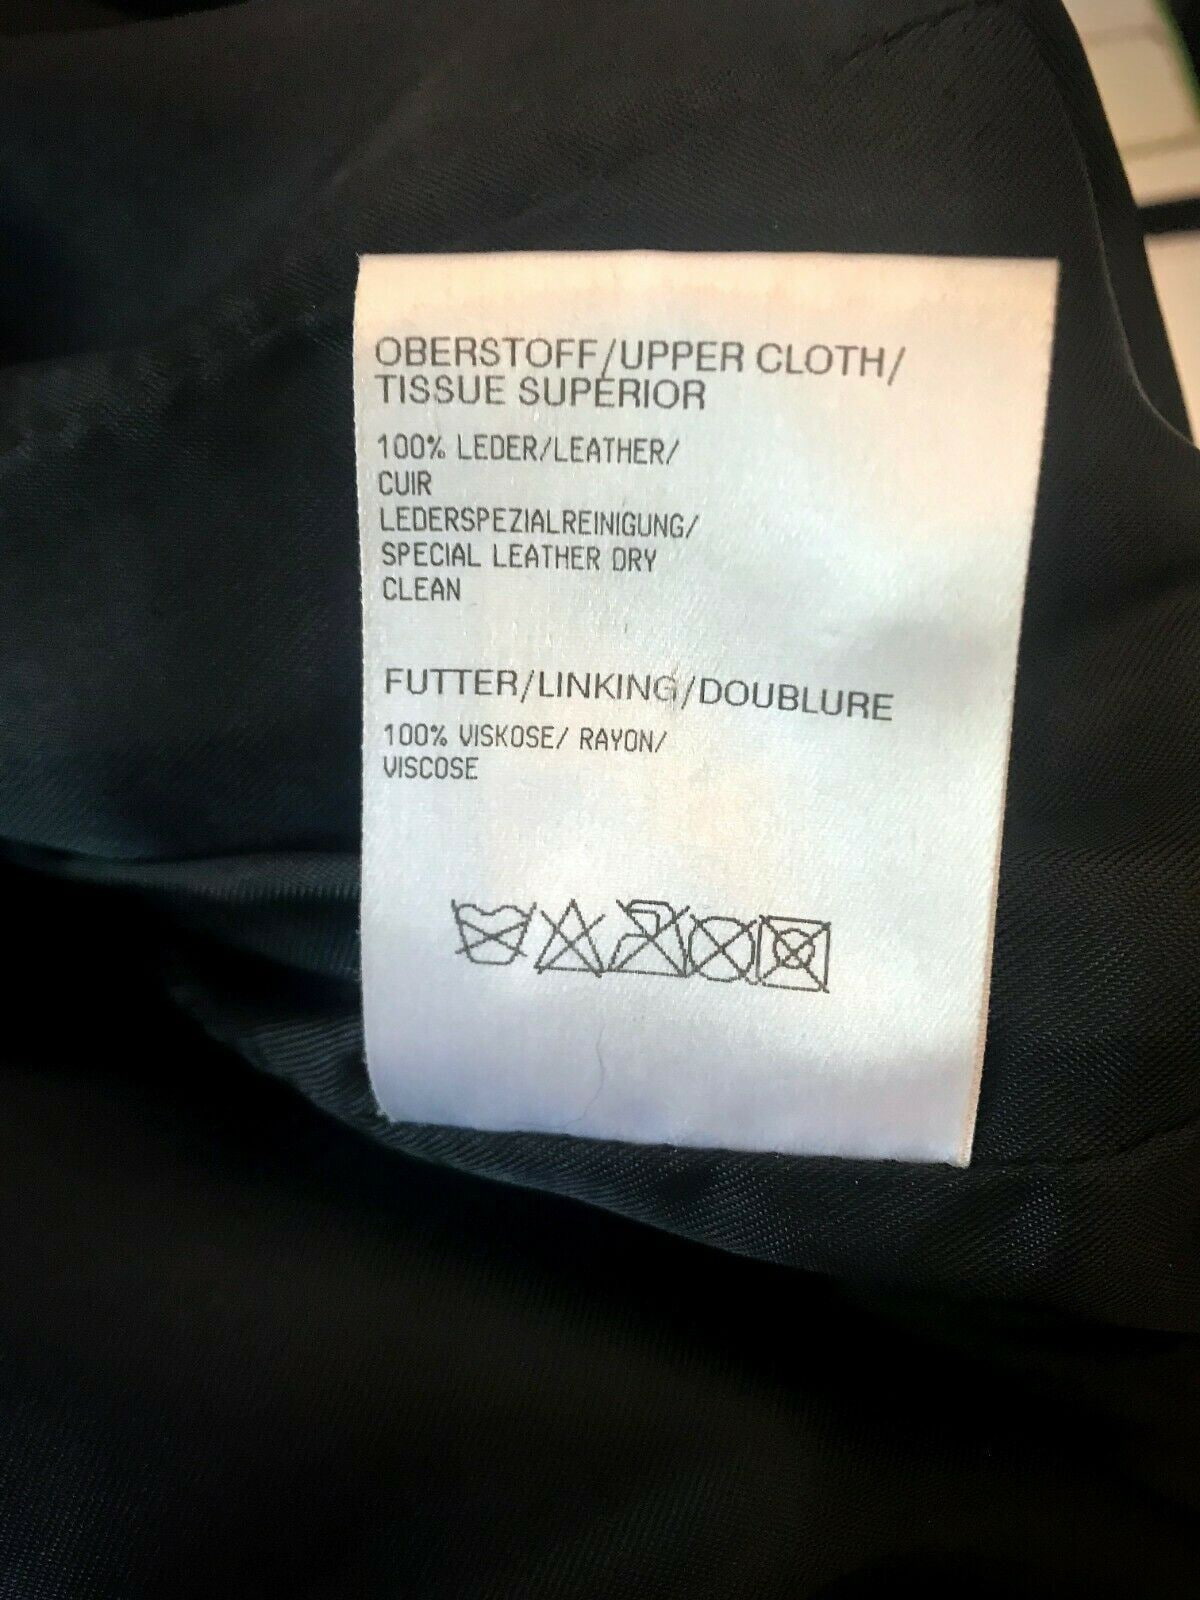 OBERSTOFF/UPPER CLOTH/
TISSUE SUPERIOR
100% LEDER/LEATHER/
CUIR
LEDERSPEZIALREINIGUNG/
SPECIAL LEATHER DRY
CLEAN
FUTTER/LINKING/DOUBLURE
100% VISKOSE/ RAYON/
VISCOSE